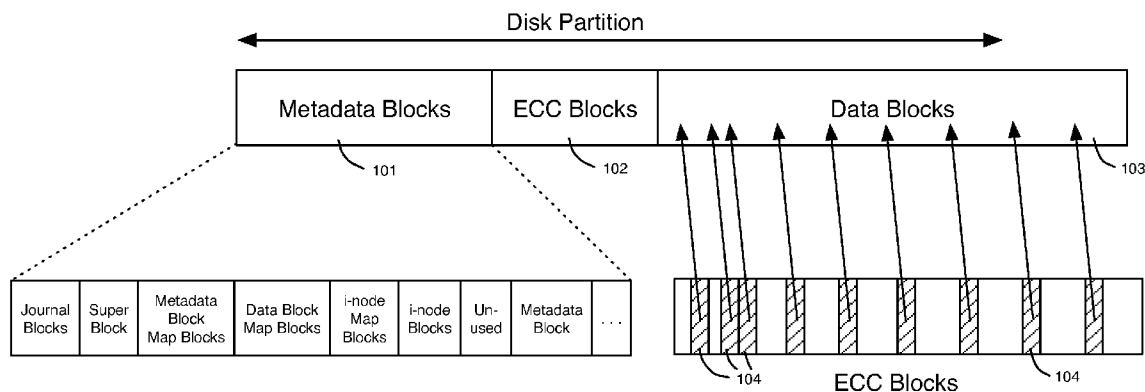 Disk Partition
Metadata Blocks
ECC Blocks
Data Blocks
101
102
103
Journal
Blocks
Super
Block
Metadata
Block
Map Blocks
Data Block
Map Blocks
i-node
Map
Blocks
i-node
Blocks
Un-
used
Metadata
Block
. . .
104
104
104
ECC Blocks